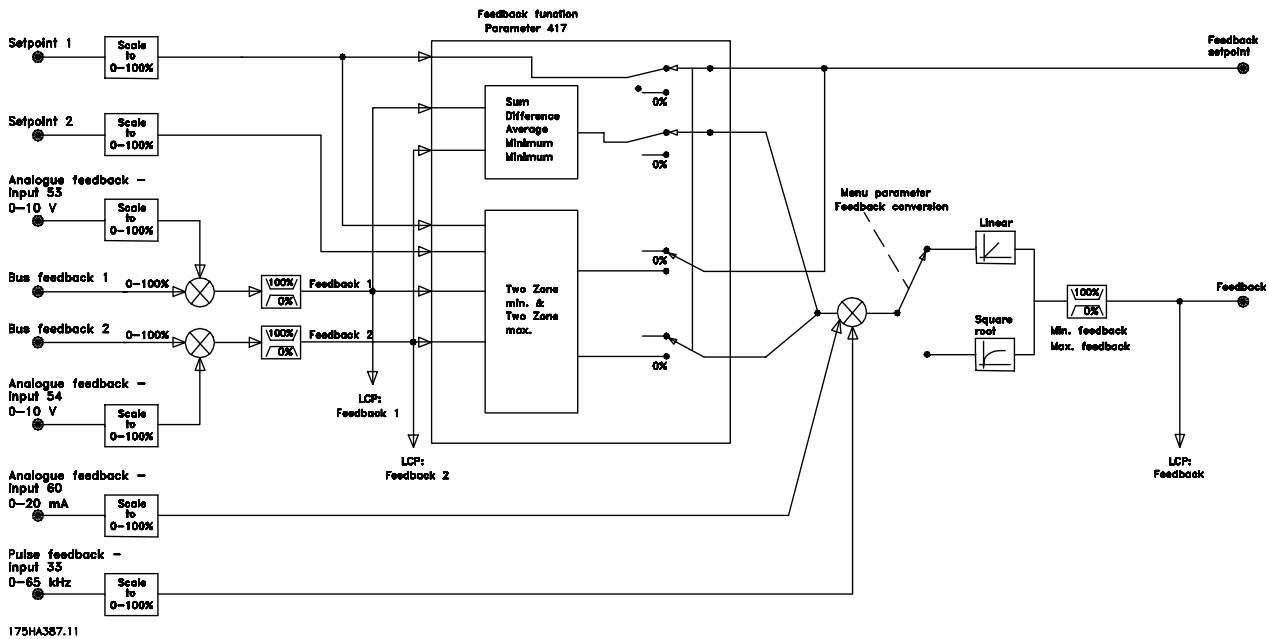 Feedback function
Parameter 417
Setpoint 1
Scale
to
0-100%
Feedback
setpoint
0%
Setpoint 2
Scale
to
0-100%
Sum
Difference
Average
Minimum
Minimum
0%
Analogue feedback -
input 53
0-10 V
Scale
to
0-100%
Menu parameter
Feedback conversion
Linear
0%
Bus feedback 1
0-100%
100%
0%
Feedback 1
Two Zone
min. &
Two Zone
max.
100%
0%
Feedback
Bus feedback 2
0-100%
100%
0%
Feedback 2
Square
root
Min. feedback
Max. feedback
0%
Analogue feedback -
input 54
0-10 V
Scale
to
0-100%
LCP:
Feedback 1
LCP:
Feedback 2
LCP:
Feedback
Analogue feedback -
input 60
0-20 mA
Scale
to
0-100%
Pulse feedback -
input 33
0-65 kHz
Scale
to
0-100%
175HA387.11